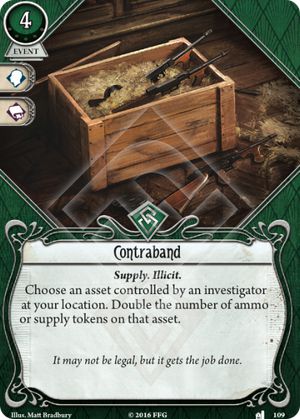 4
EVENT
Contraband
Supply. Illicit.
Choose an asset controlled by an investigator
at your location. Double the number of ammo
or supply tokens on that asset.
It may not be legal, but it gets the job done.
Illus. Matt Bradbury
© 2016 FFG
109